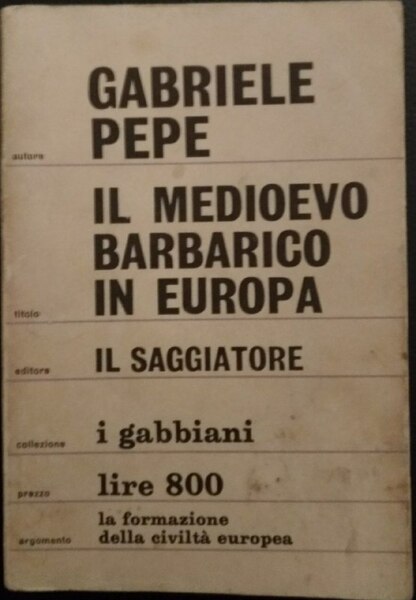 GABRIELE
autore PEPE
IL MEDIOEVO
BARBARICO
titolo IN EUROPA
editore IL SAGGIATORE
collezione i gabbiani
prezzo lire 800
la formazione
argomento della civiltà europea